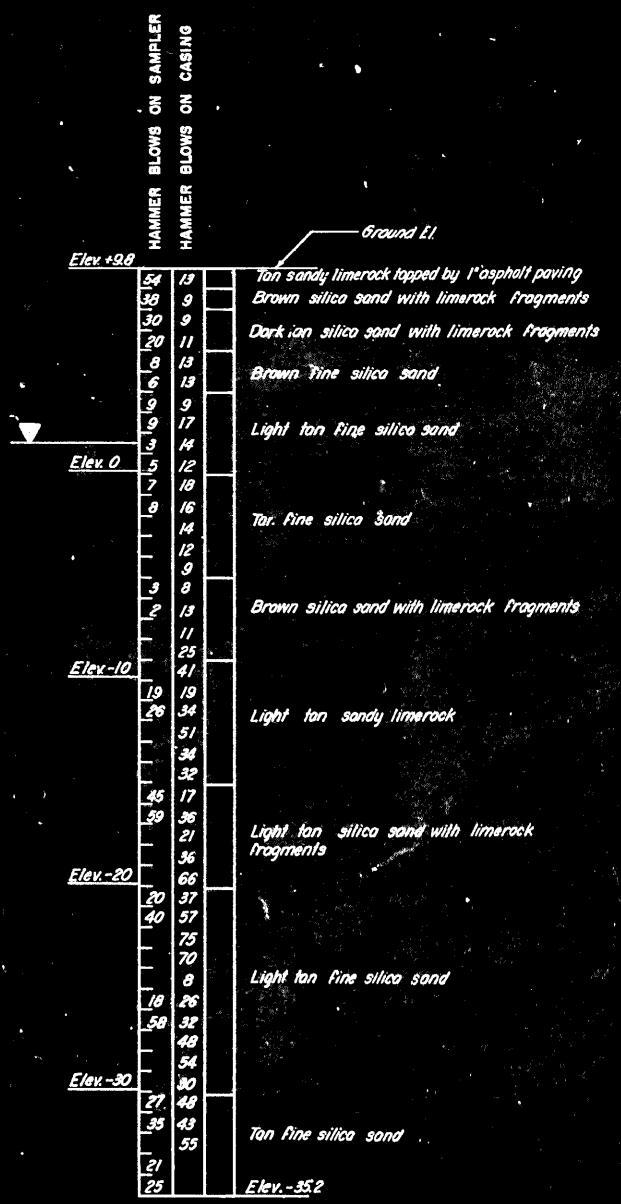 HAMMER BLOWS ON SAMPLER
HAMMER BLOWS ON CASING
Ground El.
Elev. +9.8
54 13 Tan sandy limerock topped by 1" asphalt paving
38 9 Brown silica sand with limerock fragments
30 9
20 11 Dark tan silica sand with limerock fragments
8 13
6 13 Brown fine silica sand
9 9
9 17 Light tan fine silica sand
3 14
Elev. 0 5 12
7 18
8 16 Tan fine silica sand
14
12
9
3 8
2 13 Brown silica sand with limerock fragments
11
25
Elev.-10 41
19 19
26 34 Light tan sandy limerock
51
34
32
45 17
59 36
21 Light tan silica sand with limerock
fragments
36
Elev.-20 66
20 37
40 57
75
70
8 Light tan fine silica sand
18 26
58 32
48
54
Elev.-30 30
27 48
35 43 Tan fine silica sand
55
21
25 Elev.-35.2